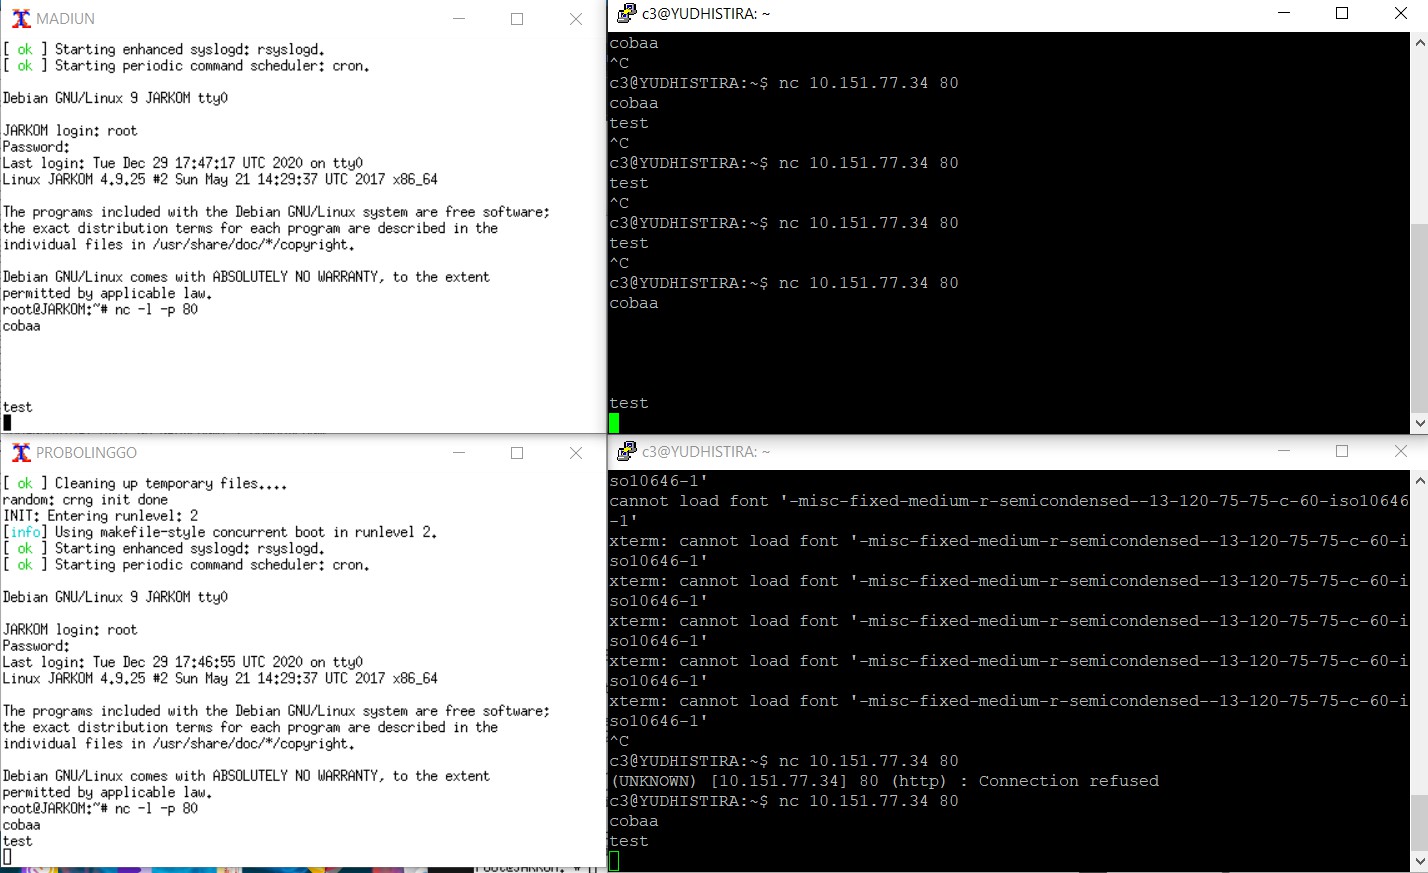 MADIUN
[ ok ] Starting enhanced syslogd: rsyslogd.
[ ok ] Starting periodic command scheduler: cron.
Debian GNU/Linux 9 JARKOM tty0
JARKOM login: root
Password:
Last login: Tue Dec 29 17:47:17 UTC 2020 on tty0
Linux JARKOM 4.9.25 #2 Sun May 21 14:29:37 UTC 2017 x86_64
The programs included with the Debian GNU/Linux system are free software;
the exact distribution terms for each program are described in the
individual files in /usr/share/doc/*/copyright.
Debian GNU/Linux comes with ABSOLUTELY NO WARRANTY, to the extent
permitted by applicable law.
root@JARKOM:~# nc -l -p 80
cobaa
test
c3@YUDHISTIRA: ~
cobaa
^C
c3@YUDHISTIRA:~$ nc 10.151.77.34 80
cobaa
test
^C
c3@YUDHISTIRA:~$ nc 10.151.77.34 80
test
^C
c3@YUDHISTIRA:~$ nc 10.151.77.34 80
test
^C
c3@YUDHISTIRA:~$ nc 10.151.77.34 80
cobaa
test
PROBOLINGGO
[ ok ] Cleaning up temporary files....
random: crng init done
INIT: Entering runlevel: 2
[info] Using makefile-style concurrent boot in runlevel 2.
[ ok ] Starting enhanced syslogd: rsyslogd.
[ ok ] Starting periodic command scheduler: cron.
Debian GNU/Linux 9 JARKOM tty0
JARKOM login: root
Password:
Last login: Tue Dec 29 17:46:55 UTC 2020 on tty0
Linux JARKOM 4.9.25 #2 Sun May 21 14:29:37 UTC 2017 x86_64
The programs included with the Debian GNU/Linux system are free software;
the exact distribution terms for each program are described in the
individual files in /usr/share/doc/*/copyright.
Debian GNU/Linux comes with ABSOLUTELY NO WARRANTY, to the extent
permitted by applicable law.
root@JARKOM:~# nc -l -p 80
cobaa
test
c3@YUDHISTIRA: ~
so10646-1'
cannot load font '-misc-fixed-medium-r-semicondensed--13-120-75-75-c-60-iso10646
-1'
xterm: cannot load font '-misc-fixed-medium-r-semicondensed--13-120-75-75-c-60-i
so10646-1'
xterm: cannot load font '-misc-fixed-medium-r-semicondensed--13-120-75-75-c-60-i
so10646-1'
xterm: cannot load font '-misc-fixed-medium-r-semicondensed--13-120-75-75-c-60-i
so10646-1'
xterm: cannot load font '-misc-fixed-medium-r-semicondensed--13-120-75-75-c-60-i
so10646-1'
xterm: cannot load font '-misc-fixed-medium-r-semicondensed--13-120-75-75-c-60-i
so10646-1'
^C
c3@YUDHISTIRA:~$ nc 10.151.77.34 80
(UNKNOWN) [10.151.77.34] 80 (http) : Connection refused
c3@YUDHISTIRA:~$ nc 10.151.77.34 80
cobaa
test